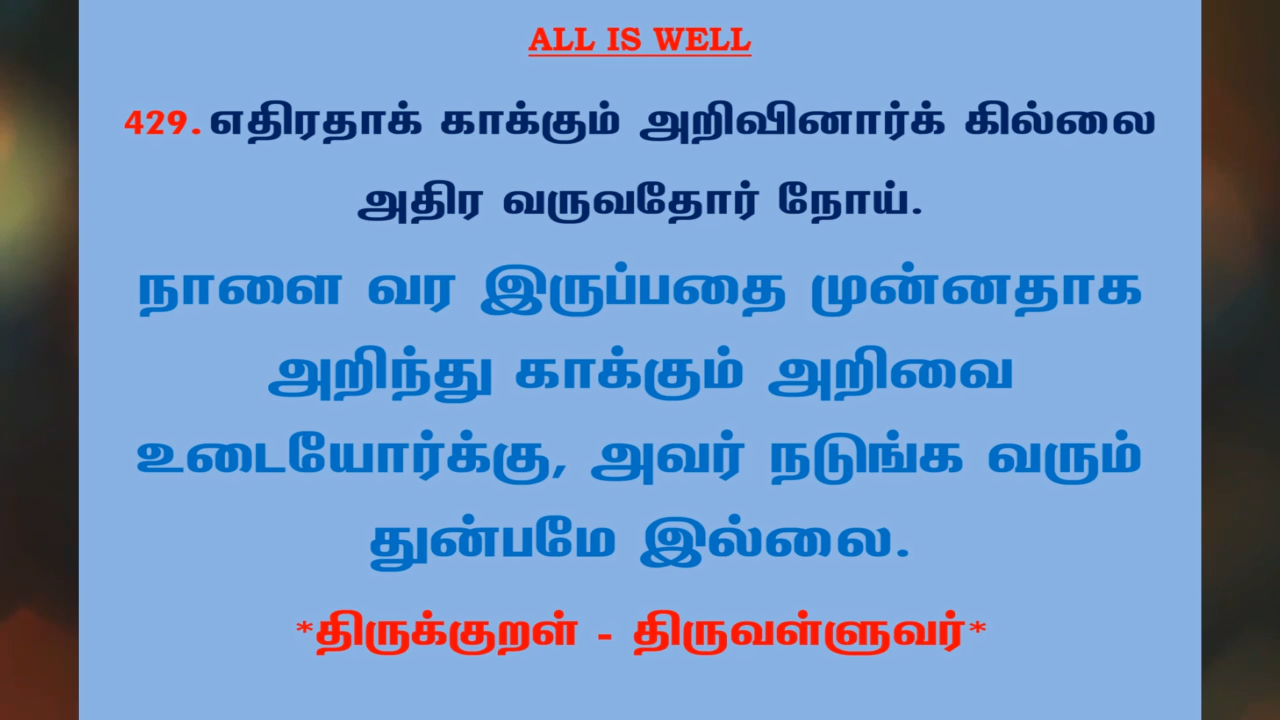 ALL IS WELL
429. எதிரதாக் காக்கும் அறிவினார்க் கில்லை
அதிர வருவதோர் நோய்.
நாளை வர இருப்பதை முன்னதாக
அறிந்து காக்கும் அறிவை
உடையோர்க்கு, அவர் நடுங்க வரும்
துன்பமே இல்லை.
*திருக்குறள் - திருவள்ளுவர்*